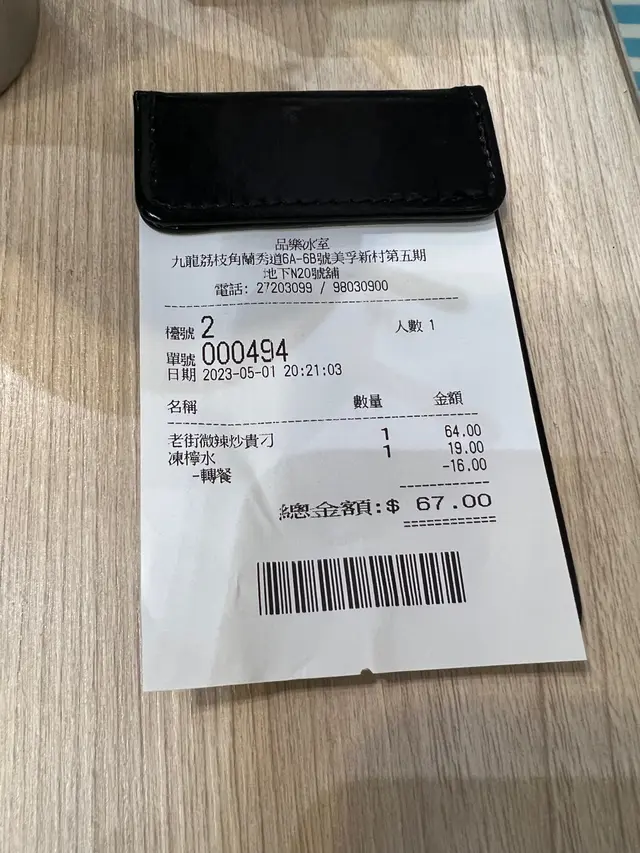 品樂冰室
九龍荔枝角蘭秀道6A-6B號美孚新村第五期
地下N20號舖
電話: 27203099 / 98030900
檯號 2 人數 1
單號 000494
日期 2023-05-01 20:21:03
名稱 數量 金額
老街微辣炒貴刁 1 64.00
凍檸水 1 19.00
-轉餐 -16.00
總金額:$ 67.00